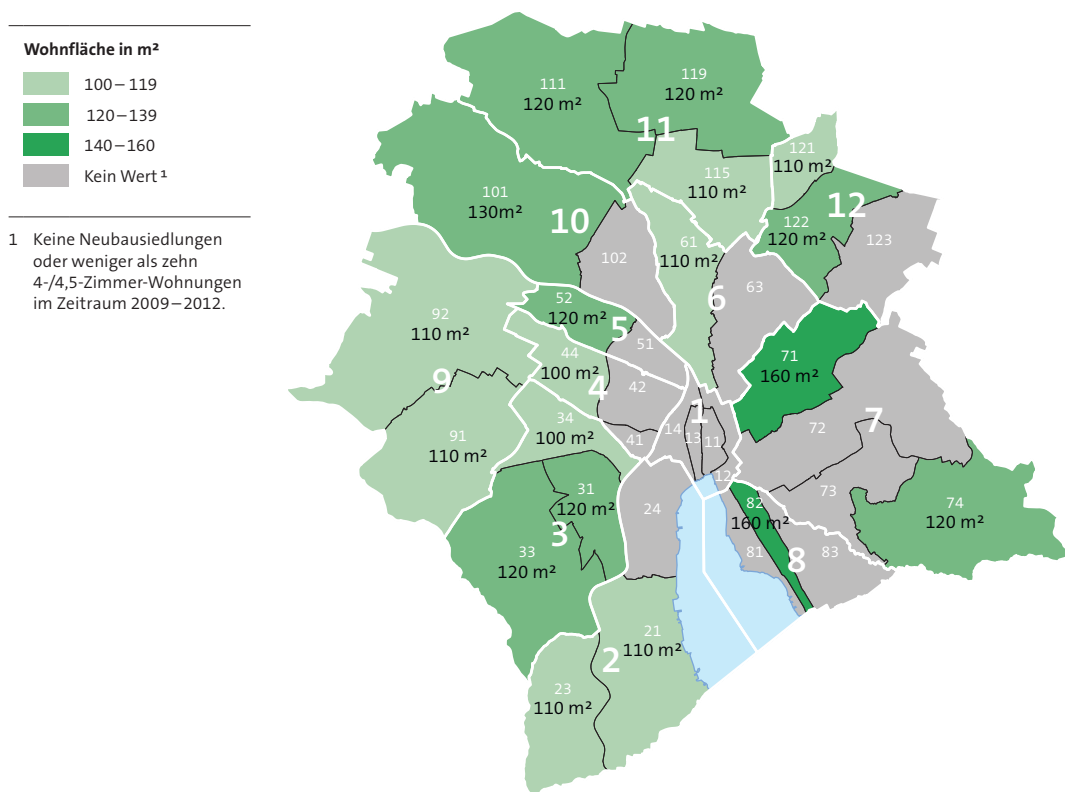 Wohnfläche in m²
100–119
120–139
140–160
Kein Wert ¹
1 Keine Neubausiedlungen
oder weniger als zehn
4-/4,5-Zimmer-Wohnungen
im Zeitraum 2009–2012.
111
120 m²
119
120 m²
11
121
110 m²
115
110 m²
101
130m²
10
12
122
120 m²
123
102
61
110 m²
6
63
52
120 m²
5
51
92
110 m²
9
44
100 m²
4
42
71
160 m²
7
72
34
100 m²
41
14
1
13
11
12
91
110 m²
31
120 m²
3
33
120 m²
24
82
160 m²
81
8
83
73
74
120 m²
21
110 m²
2
23
110 m²